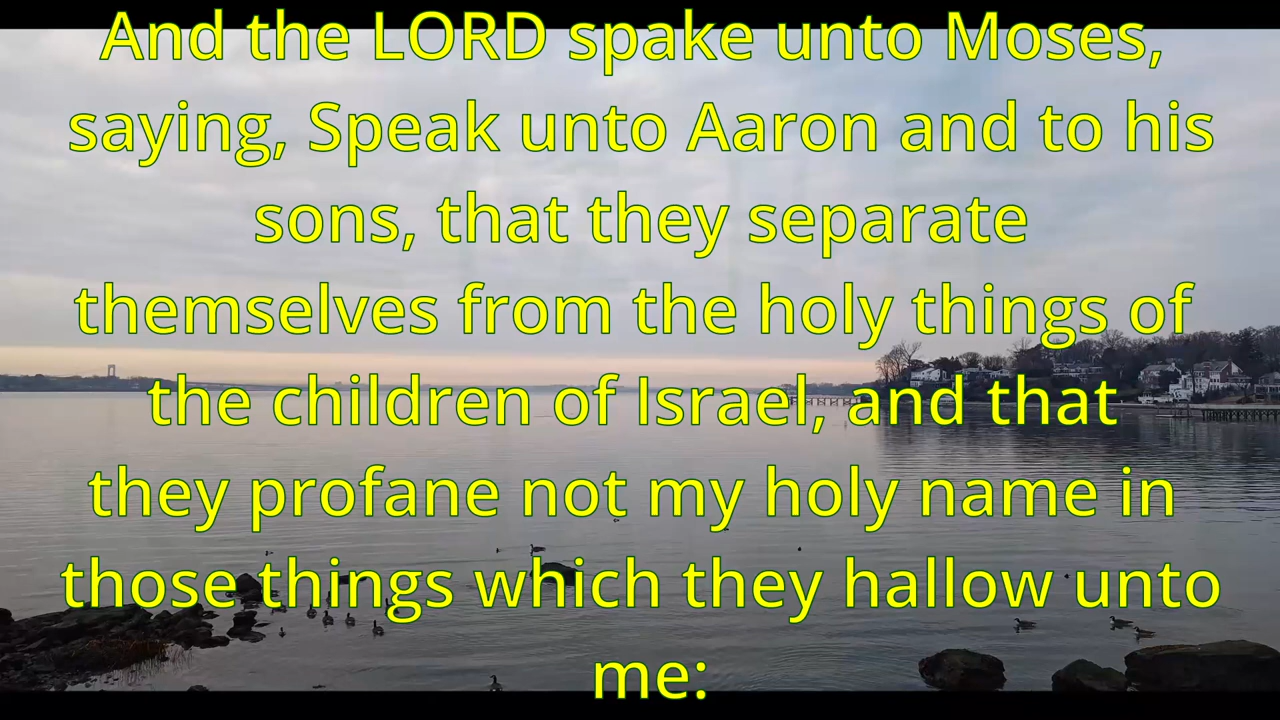 And the LORD spake unto Moses,
saying, Speak unto Aaron and to his
sons, that they separate
themselves from the holy things of
the children of Israel, and that
they profane not my holy name in
those things which they hallow unto
me: